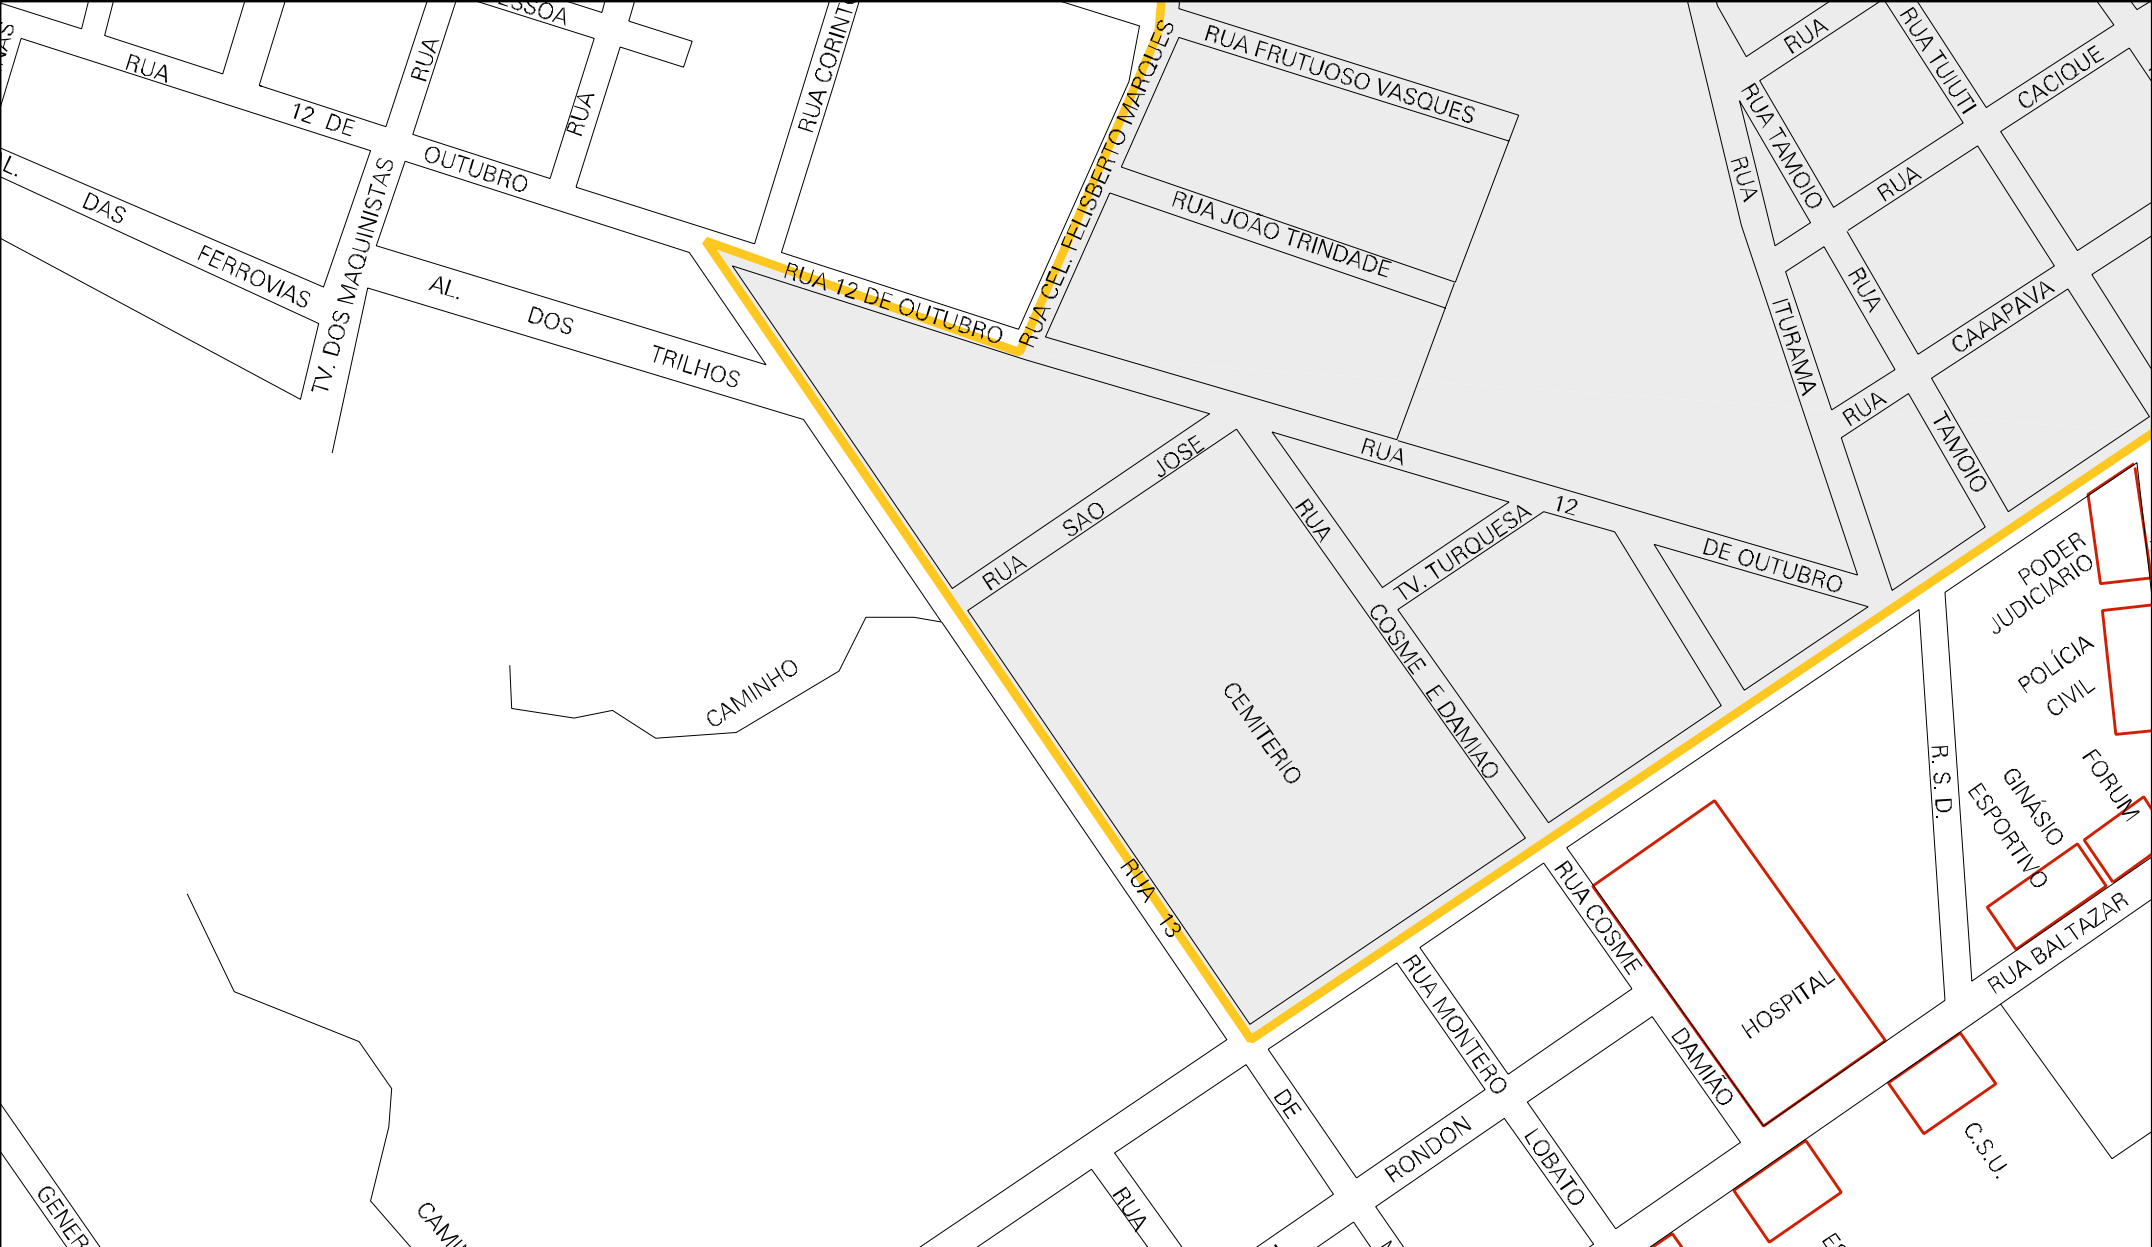 RUA
12 DE
OUTUBRO
RUA
RUA
RUA
RUA 12 DE OUTUBRO
RUA CEL. FELISBERTO MARQUES
RUA FRUTUOSO VASQUES
RUA JOAO TRINDADE
RUA
RUA TUIUTI
CACIQUE
RUA TAMOIO
RUA
ITURAMA
RUA
RUA
CAAAPAVA
RUA
TAMOIO
L.
DAS
FERROVIAS
TV. DOS MAQUINISTAS
AL.
DOS
TRILHOS
RUA
SAO
JOSE
RUA
12
DE OUTUBRO
RUA
COSME
E DAMIAO
TV. TURQUESA
CEMITERIO
CAMINHO
RUA
13
DE
PODER
JUDICIARIO
POLÍCIA
CIVIL
FORUM
GINÁSIO
ESPORTIVO
R. S. D.
RUA BALTAZAR
RUA COSME
DAMIÃO
HOSPITAL
RUA MONTERO
LOBATO
RONDON
RUA
C.S.U.